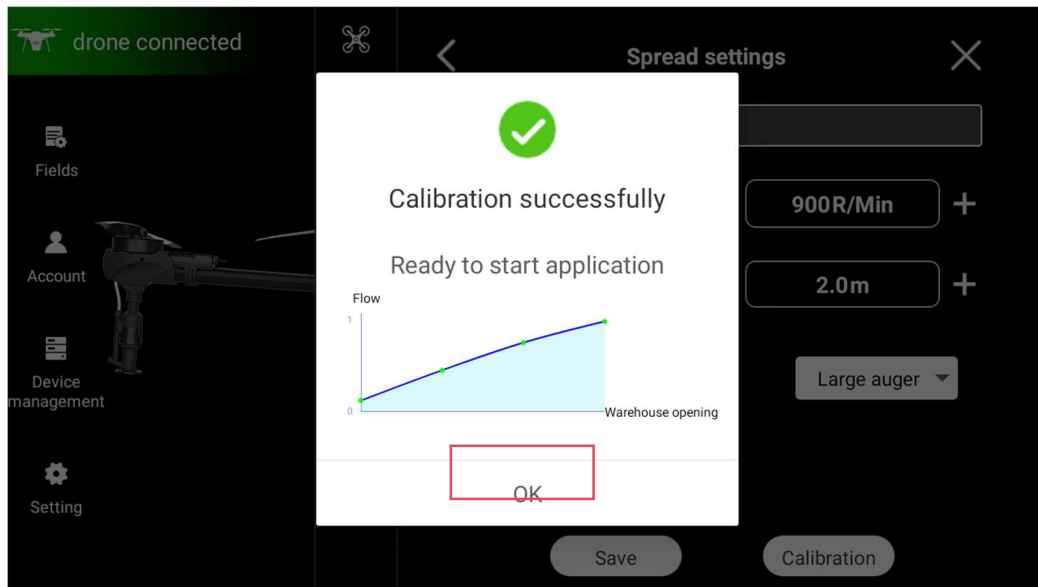 drone connected
Fields
Account
Device
management
Setting
Spread settings
900R/Min
2.0m
Large auger
Save
Calibration
Calibration successfully
Ready to start application
Flow
1
0
Warehouse opening
OK